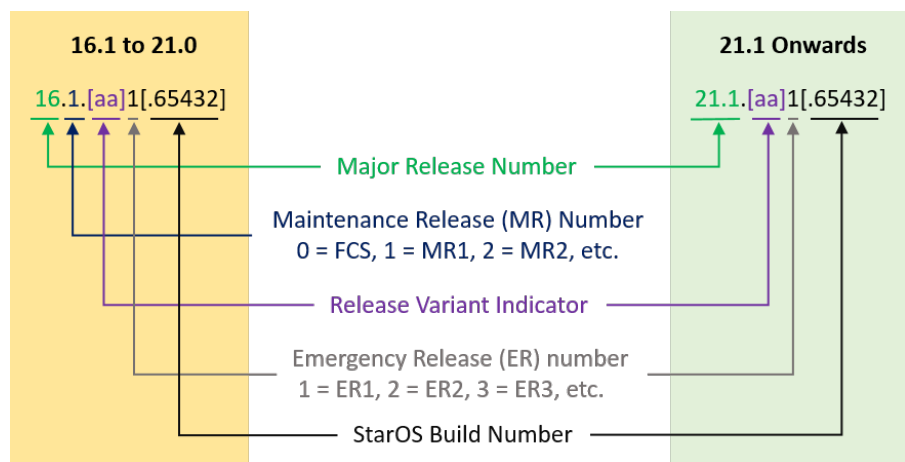 16.1 to 21.0
21.1 Onwards
16.1.[aa]1[.65432]
21.1.[aa]1[.65432]
Major Release Number
Maintenance Release (MR) Number
0 = FCS, 1 = MR1, 2 = MR2, etc.
Release Variant Indicator
Emergency Release (ER) number
1 = ER1, 2 = ER2, 3 = ER3, etc.
StarOS Build Number